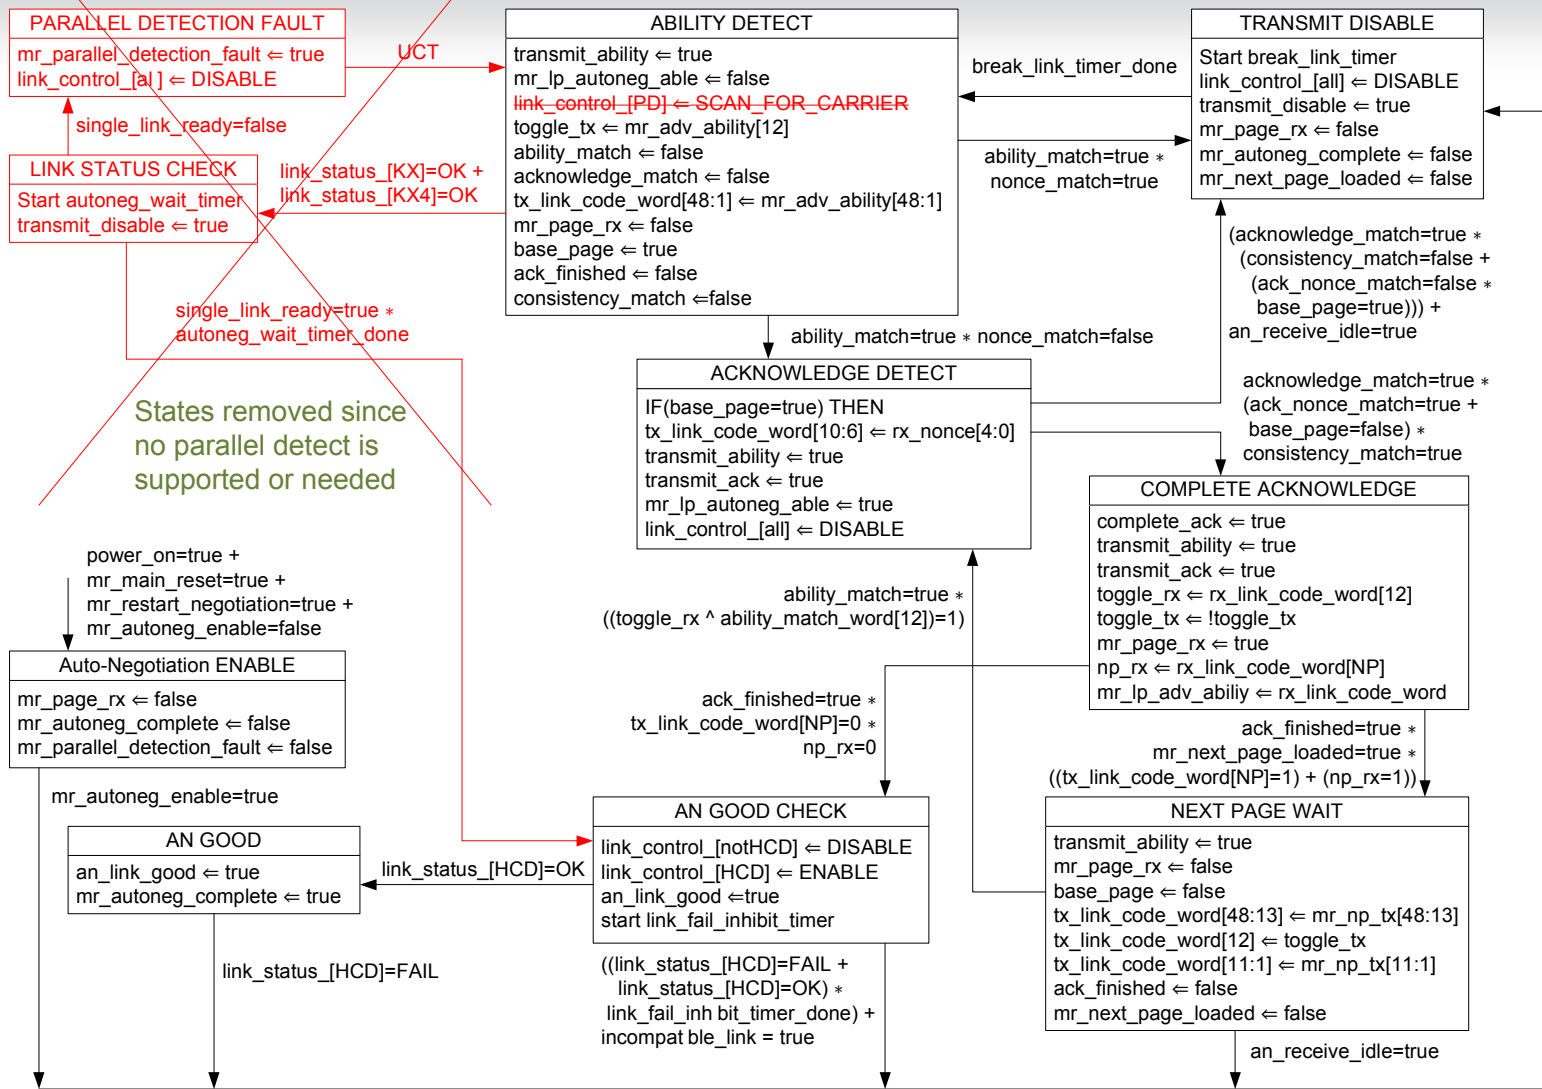 PARALLEL DETECTION FAULT
mr_parallel_detection_fault ⇐ true
link_control_[al ] ⇐ DISABLE
UCT
single_link_ready=false
LINK STATUS CHECK
Start autoneg_wait_timer
transmit_disable ⇐ true
link_status_[KX]=OK +
link_status_[KX4]=OK
single_link_ready=true *
autoneg_wait_timer_done
States removed since
no parallel detect is
supported or needed
ABILITY DETECT
transmit_ability ⇐ true
mr_lp_autoneg_able ⇐ false
link_control_[PD] ⇐ SCAN_FOR_CARRIER
toggle_tx ⇐ mr_adv_ability[12]
ability_match ⇐ false
acknowledge_match ⇐ false
tx_link_code_word[48:1] ⇐ mr_adv_ability[48:1]
mr_page_rx ⇐ false
base_page ⇐ true
ack_finished ⇐ false
consistency_match ⇐false
break_link_timer_done
ability_match=true *
nonce_match=true
TRANSMIT DISABLE
Start break_link_timer
link_control_[all] ⇐ DISABLE
transmit_disable ⇐ true
mr_page_rx ⇐ false
mr_autoneg_complete ⇐ false
mr_next_page_loaded ⇐ false
(acknowledge_match=true *
(consistency_match=false +
(ack_nonce_match=false *
base_page=true))) +
an_receive_idle=true
ability_match=true * nonce_match=false
ACKNOWLEDGE DETECT
IF(base_page=true) THEN
tx_link_code_word[10:6] ⇐ rx_nonce[4:0]
transmit_ability ⇐ true
transmit_ack ⇐ true
mr_lp_autoneg_able ⇐ true
link_control_[all] ⇐ DISABLE
acknowledge_match=true *
(ack_nonce_match=true +
base_page=false) *
consistency_match=true
COMPLETE ACKNOWLEDGE
complete_ack ⇐ true
transmit_ability ⇐ true
transmit_ack ⇐ true
toggle_rx ⇐ rx_link_code_word[12]
toggle_tx ⇐ !toggle_tx
mr_page_rx ⇐ true
np_rx ⇐ rx_link_code_word[NP]
mr_lp_adv_abiliy ⇐ rx_link_code_word
power_on=true +
mr_main_reset=true +
mr_restart_negotiation=true +
mr_autoneg_enable=false
Auto-Negotiation ENABLE
mr_page_rx ⇐ false
mr_autoneg_complete ⇐ false
mr_parallel_detection_fault ⇐ false
mr_autoneg_enable=true
ability_match=true *
((toggle_rx ^ ability_match_word[12])=1)
ack_finished=true *
tx_link_code_word[NP]=0 *
np_rx=0
ack_finished=true *
mr_next_page_loaded=true *
((tx_link_code_word[NP]=1) + (np_rx=1))
AN GOOD
an_link_good ⇐ true
mr_autoneg_complete ⇐ true
link_status_[HCD]=OK
link_status_[HCD]=FAIL
AN GOOD CHECK
link_control_[notHCD] ⇐ DISABLE
link_control_[HCD] ⇐ ENABLE
an_link_good ⇐true
start link_fail_inhibit_timer
((link_status_[HCD]=FAIL +
link_status_[HCD]=OK) *
link_fail_inh bit_timer_done) +
incompat ble_link = true
NEXT PAGE WAIT
transmit_ability ⇐ true
mr_page_rx ⇐ false
base_page ⇐ false
tx_link_code_word[48:13] ⇐ mr_np_tx[48:13]
tx_link_code_word[12] ⇐ toggle_tx
tx_link_code_word[11:1] ⇐ mr_np_tx[11:1]
ack_finished ⇐ false
mr_next_page_loaded ⇐ false
an_receive_idle=true